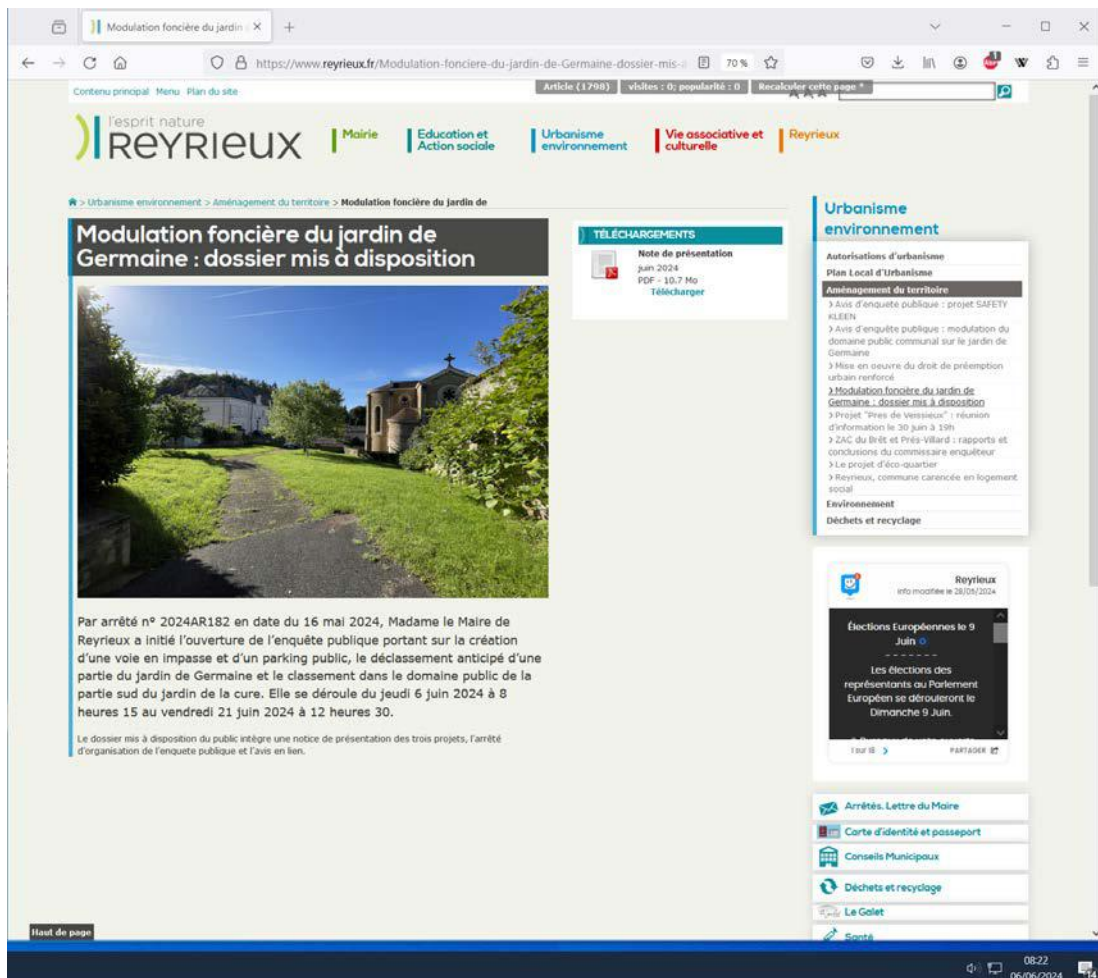 Modulation foncière du jardin
https://www.reyrieux.fr/Modulation-fonciere-du-jardin-de-Germaine-dossier-mis-
70 %
Contenu principal Menu Plan du site
Article (1798) visites : 0; popularité : 0 Recalculer cette page *
l'esprit nature
REYRIEUX
Mairie
Education et
Action sociale
Urbanisme
environnement
Vie associative et
culturelle
Reyrieux
> Urbanisme environnement > Aménagement du territoire > Modulation foncière du jardin de
Modulation foncière du jardin de
Germaine : dossier mis à disposition
TÉLÉCHARGEMENTS
Note de présentation
juin 2024
PDF - 10.7 Mo
Télécharger
Par arrêté nº 2024AR182 en date du 16 mai 2024, Madame le Maire de
Reyrieux a initié l'ouverture de l'enquête publique portant sur la création
d'une voie en impasse et d'un parking public, le déclassement anticipé d'une
partie du jardin de Germaine et le classement dans le domaine public de la
partie sud du jardin de la cure. Elle se déroule du jeudi 6 juin 2024 à 8
heures 15 au vendredi 21 juin 2024 à 12 heures 30.
Le dossier mis à disposition du public intègre une notice de présentation des trois projets, l'arrêté
d'organisation de l'enquete publique et l'avis en lien.
Urbanisme
environnement
Autorisations d'urbanisme
Plan Local d'Urbanisme
Aménagement du territoire
> Avis d'enquete publique : projet SAFETY
KLEEN
> Avis d'enquête publique : modulation du
domaine public communal sur le jardin de
Germaine
> Mise en oeuvre du droit de préemption
urbain renforcé
> Modulation foncière du jardin de
Germaine : dossier mis à disposition
> Projet "Pres de Veissieux" : réunion
d'information le 30 juin à 19h
> ZAC du Brêt et Prés-Villard : rapports et
conclusions du commissaire enquêteur
> Le projet d'éco-quartier
> Reyrieux, commune carencée en logement
social
Environnement
Déchets et recyclage
Reyrieux
info modifiée le 28/05/2024
Élections Européennes le 9
Juin
- - - - - - -
Les élections des
représentants au Parlement
Européen se dérouleront le
Dimanche 9 Juin.
1 sur 18 > PARTAGER
Arrêtés, Lettre du Maire
Carte d'identité et passeport
Conseils Municipaux
Déchets et recyclage
Le Galet
Santé
Haut de page
08:22
06/06/2024